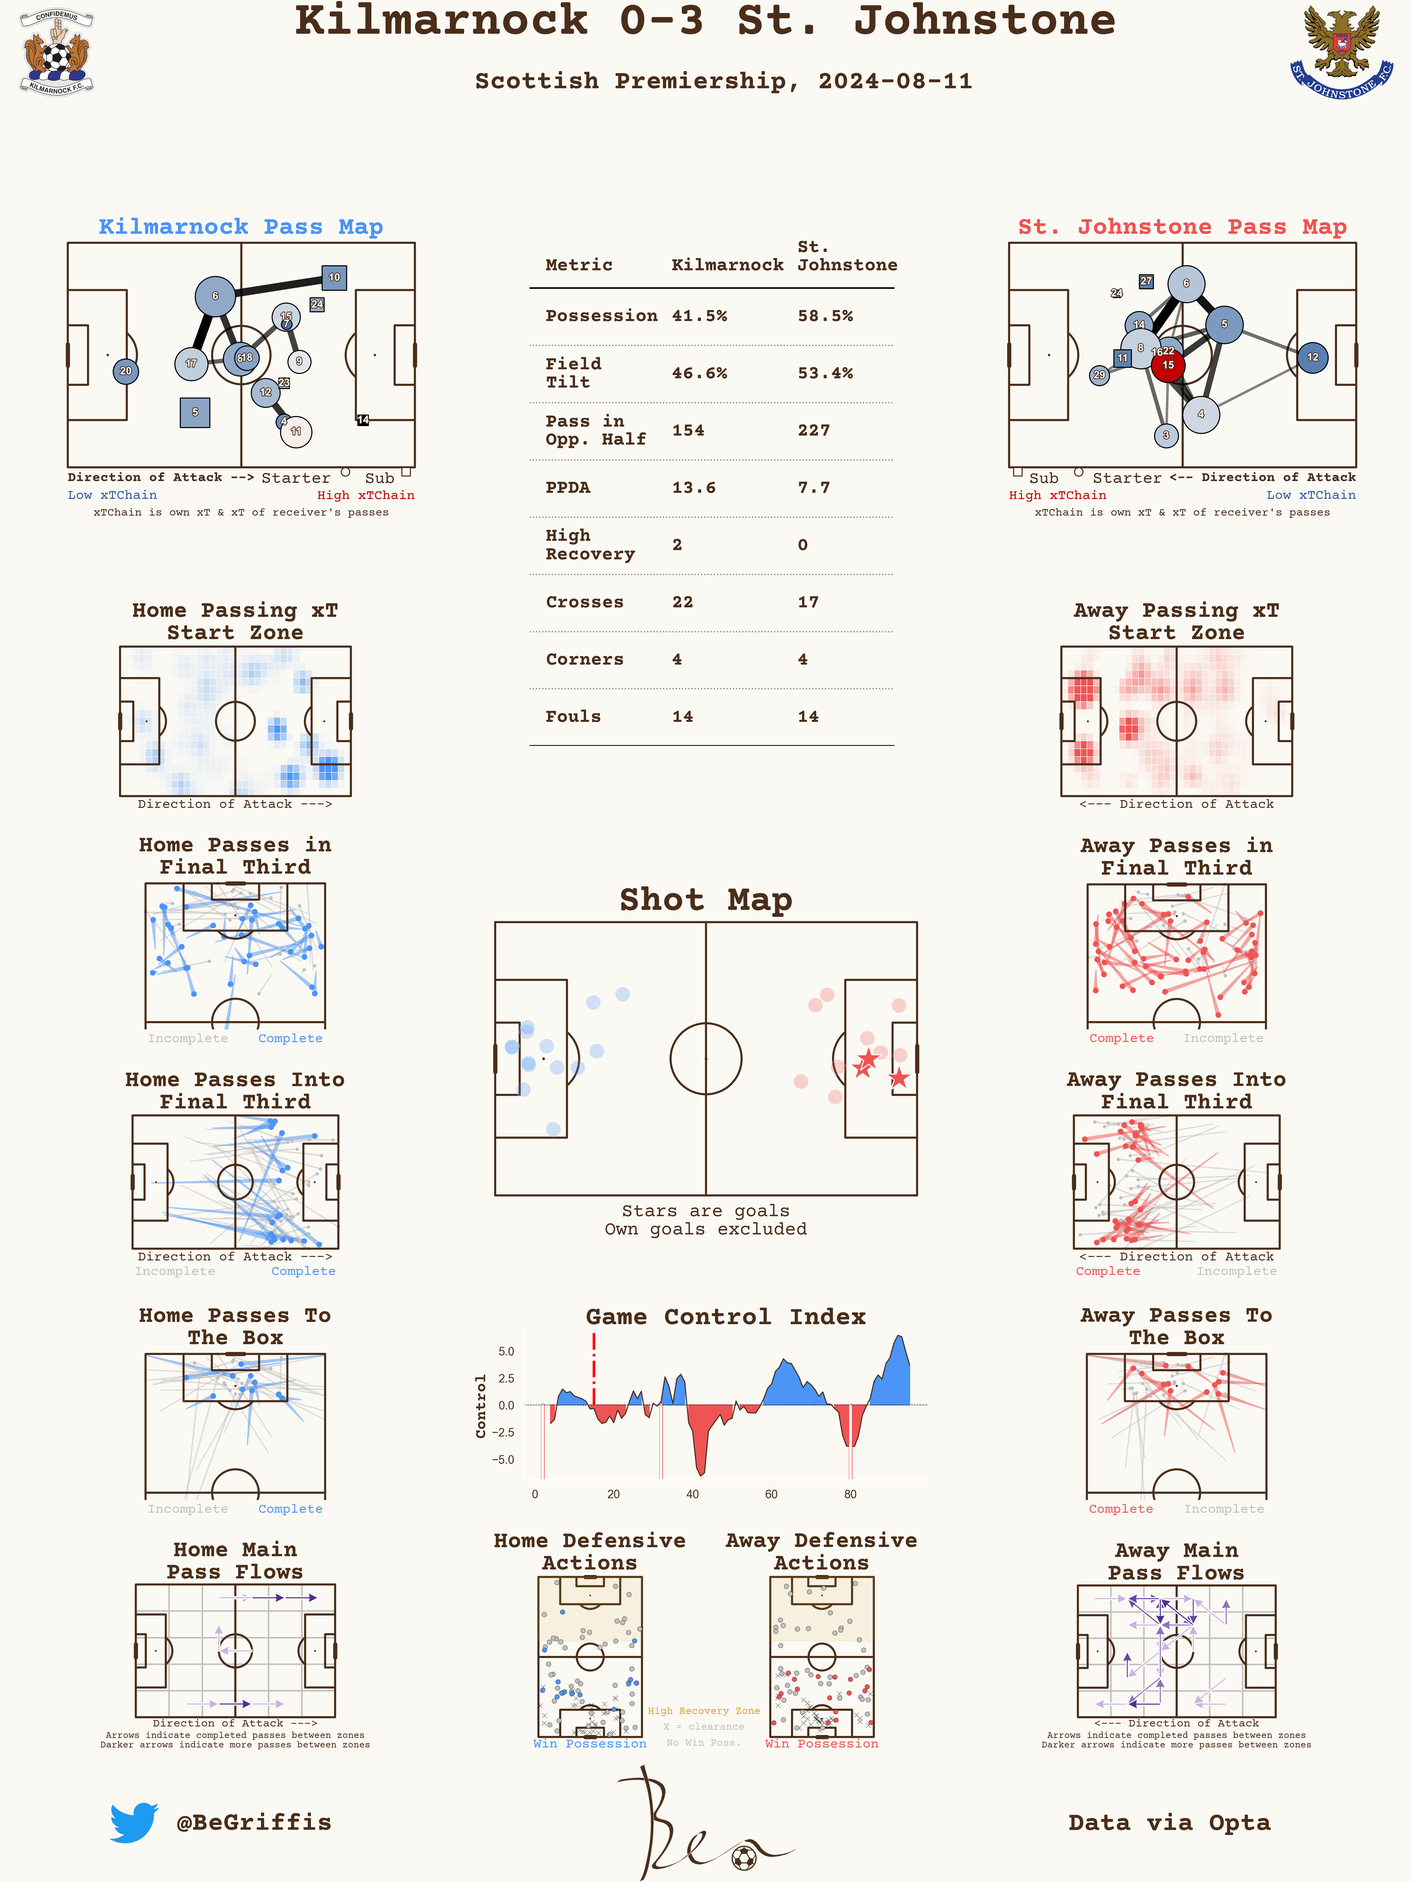 Kilmarnock 0-3 St. Johnstone
Scottish Premiership, 2024-08-11
CONFIDEMUS
KILMARNOCK F.C.
ST. JOHNSTONE F.C.
Kilmarnock Pass Map
10
6
24
15
7
17
18
9
20
23
12
5
4
11
14
Direction of Attack --> Starter Sub
Low xTChain High xTChain
xTChain is own xT & xT of receiver's passes
Metric Kilmarnock St. Johnstone
Possession 41.5% 58.5%
Field Tilt 46.6% 53.4%
Pass in Opp. Half 154 227
PPDA 13.6 7.7
High Recovery 2 0
Crosses 22 17
Corners 4 4
Fouls 14 14
St. Johnstone Pass Map
27
6
24
14
5
8
16
22
11
12
15
29
4
3
Sub Starter <-- Direction of Attack
High xTChain Low xTChain
xTChain is own xT & xT of receiver's passes
Home Passing xT
Start Zone
Direction of Attack --->
Away Passing xT
Start Zone
<--- Direction of Attack
Home Passes in
Final Third
Incomplete Complete
Away Passes in
Final Third
Complete Incomplete
Shot Map
Stars are goals
Own goals excluded
Home Passes Into
Final Third
Direction of Attack --->
Incomplete Complete
Away Passes Into
Final Third
<--- Direction of Attack
Complete Incomplete
Home Passes To
The Box
Incomplete Complete
Game Control Index
Control
5.0
2.5
0.0
−2.5
−5.0
0 20 40 60 80
Away Passes To
The Box
Complete Incomplete
Home Main
Pass Flows
Direction of Attack --->
Arrows indicate completed passes between zones
Darker arrows indicate more passes between zones
Home Defensive
Actions
Win Possession
High Recovery Zone
X = clearance
No Win Poss.
Away Defensive
Actions
Win Possession
Away Main
Pass Flows
<--- Direction of Attack
Arrows indicate completed passes between zones
Darker arrows indicate more passes between zones
@BeGriffis
Ben
Data via Opta